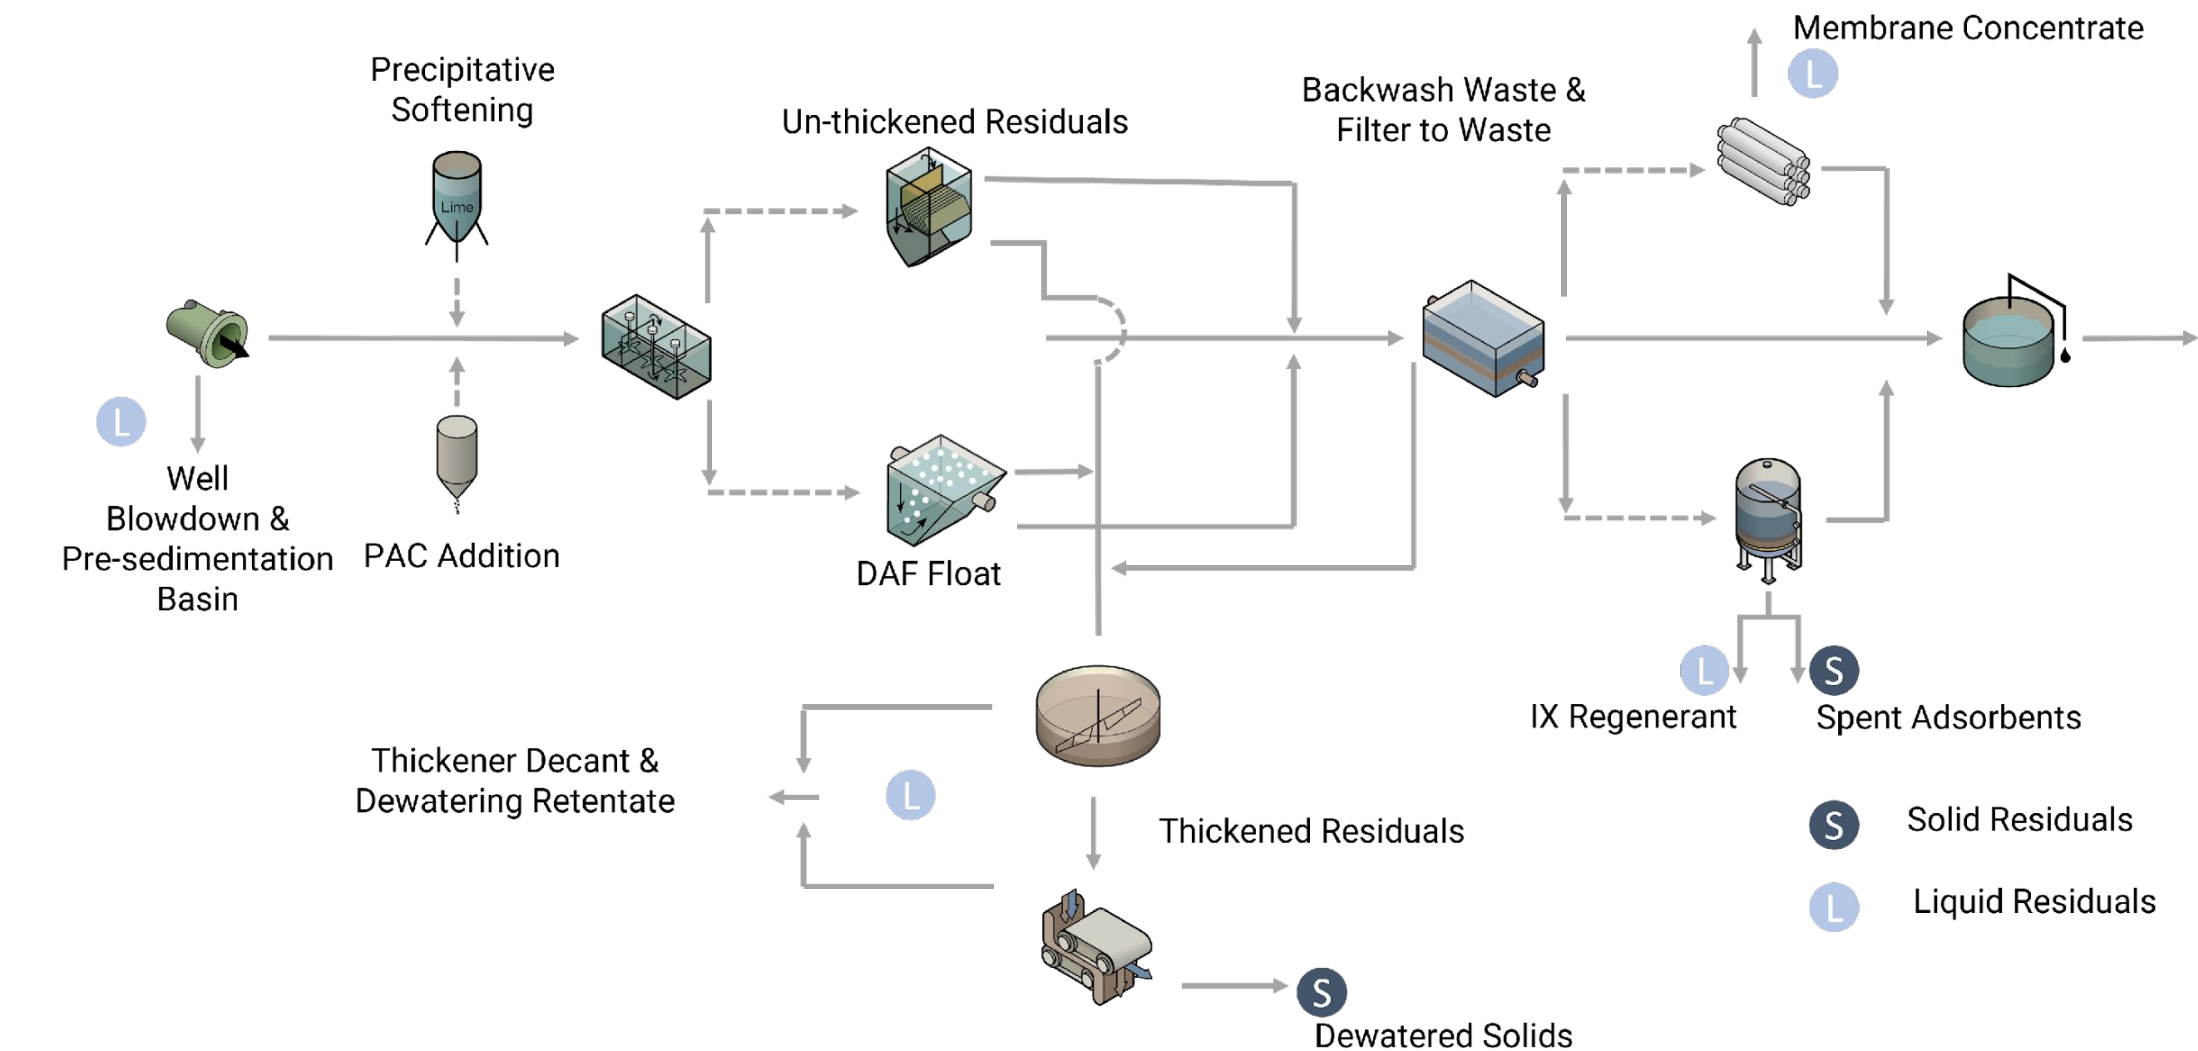 Membrane Concentrate
L
Precipitative
Softening
Backwash Waste &
Filter to Waste
Un-thickened Residuals
Lime
L
Well
Blowdown &
Pre-sedimentation
Basin
PAC Addition
DAF Float
L
S
IX Regenerant
Spent Adsorbents
Thickener Decant &
Dewatering Retentate
L
Thickened Residuals
S
Solid Residuals
L
Liquid Residuals
S
Dewatered Solids